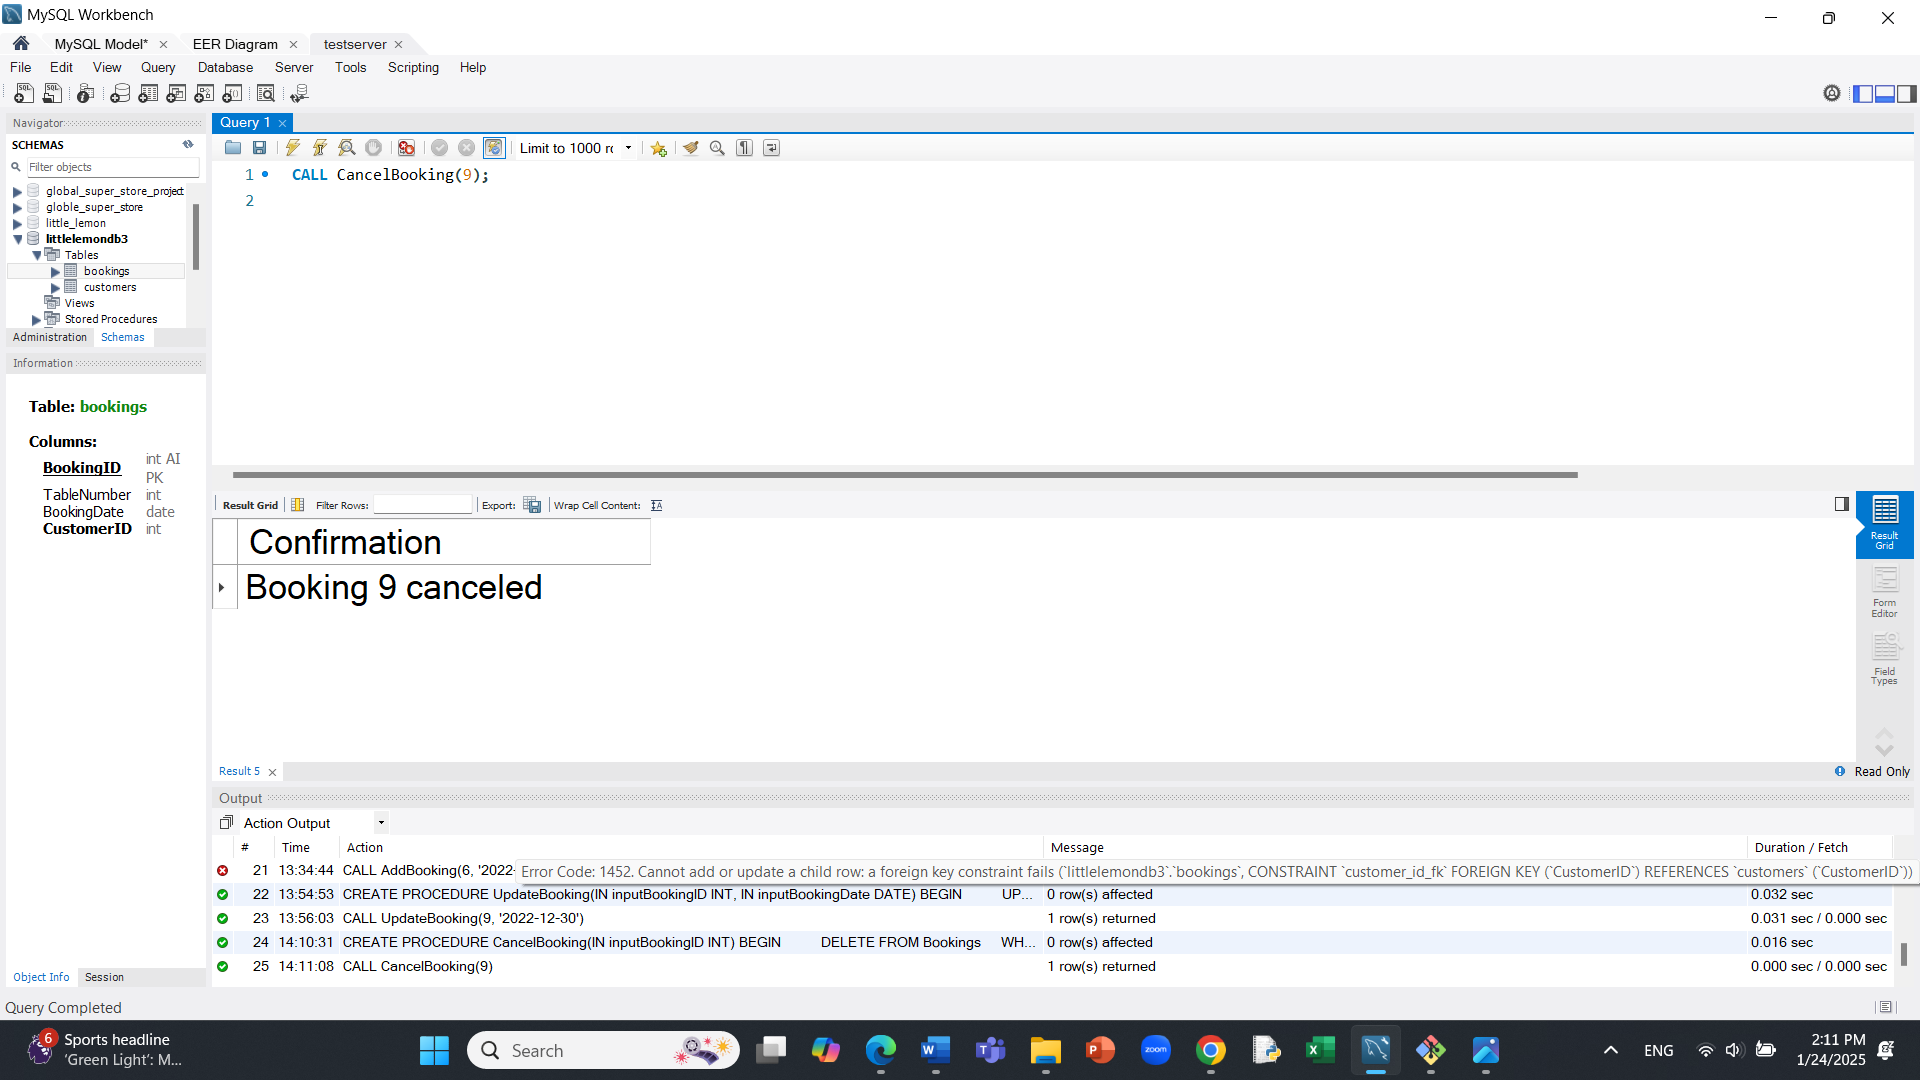 MySQL Workbench
MySQL Model* × EER Diagram × testserver ×
File Edit View Query Database Server Tools Scripting Help
Navigator
SCHEMAS
Filter objects
global_super_store_project
globle_super_store
little_lemon
littlelemondb3
Tables
bookings
customers
Views
Stored Procedures
Administration Schemas
Information
Table: bookings
Columns:
BookingID int AI PK
TableNumber int
BookingDate date
CustomerID int
Object Info Session
Query 1 ×
Limit to 1000 r
1 CALL CancelBooking(9);
2
Result Grid Filter Rows: Export: Wrap Cell Content:
Confirmation
Booking 9 canceled
Result Grid
Form Editor
Field Types
Result 5 ×
Read Only
Output
Action Output
# Time Action Message Duration / Fetch
21 13:34:44 CALL AddBooking(6, '2022- Error Code: 1452. Cannot add or update a child row: a foreign key constraint fails (`littlelemondb3`.`bookings`, CONSTRAINT `customer_id_fk` FOREIGN KEY (`CustomerID`) REFERENCES `customers` (`CustomerID`))
22 13:54:53 CREATE PROCEDURE UpdateBooking(IN inputBookingID INT, IN inputBookingDate DATE) BEGIN UP... 0 row(s) affected 0.032 sec
23 13:56:03 CALL UpdateBooking(9, '2022-12-30') 1 row(s) returned 0.031 sec / 0.000 sec
24 14:10:31 CREATE PROCEDURE CancelBooking(IN inputBookingID INT) BEGIN DELETE FROM Bookings WH... 0 row(s) affected 0.016 sec
25 14:11:08 CALL CancelBooking(9) 1 row(s) returned 0.000 sec / 0.000 sec
Query Completed
6 Sports headline
'Green Light': M...
Search
zoom
ENG
2:11 PM
1/24/2025